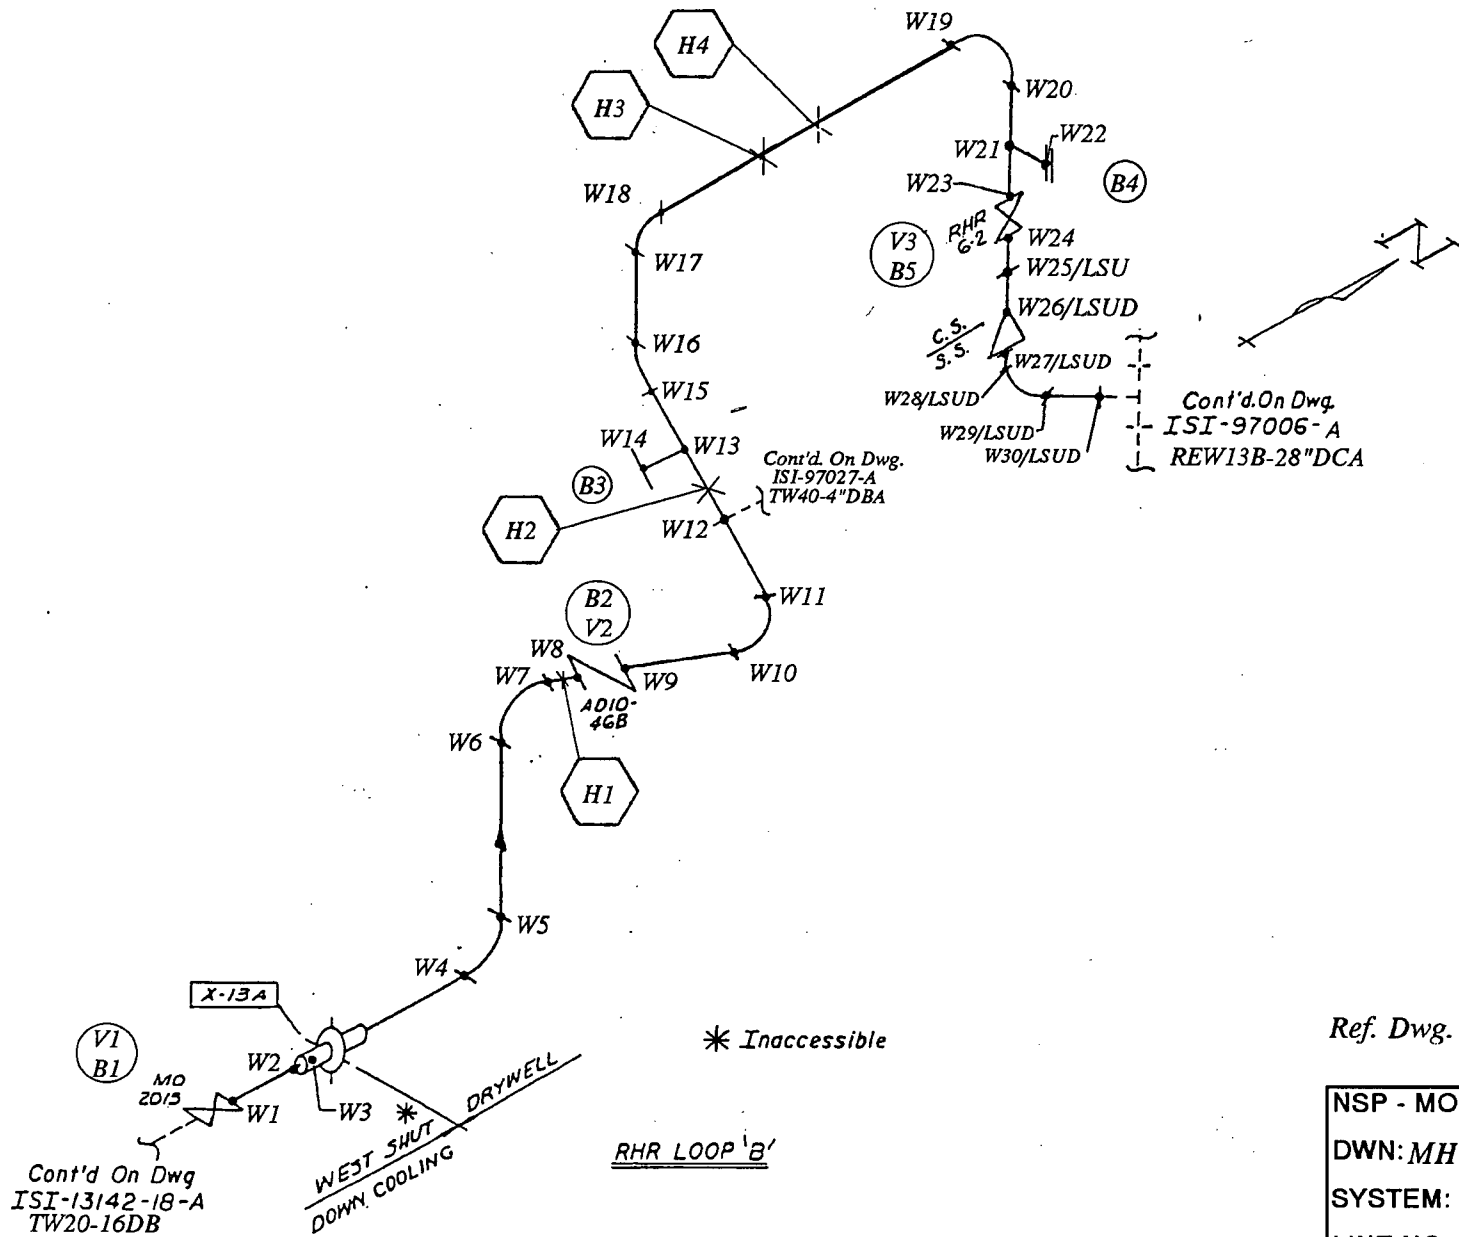 W19
H4
H3
W20
W21
W22
W23
B4
W18
RHR
6-2
V3
B5
W24
W17
W25/LSU
W26/LSUD
C.S.
S.S.
W16
W27/LSUD
W28/LSUD
W15
W29/LSUD
W30/LSUD
Cont'd. On Dwg.
ISI-97006-A
REW13B-28"DCA
W14
W13
B3
Cont'd. On Dwg.
ISI-97027-A
TW40-4"DBA
H2
W12
W11
B2
V2
W8
W7
W9
W10
AO10-
46B
W6
H1
W5
W4
X-13A
V1
B1
W2
MO
2015
W1
W3
* Inaccessible
DRYWELL
WEST SHUT
DOWN COOLING
RHR LOOP 'B'
Cont'd On Dwg
ISI-13142-18-A
TW20-16DB
N
Ref. Dwg.
NSP - MO
DWN: MH
SYSTEM: